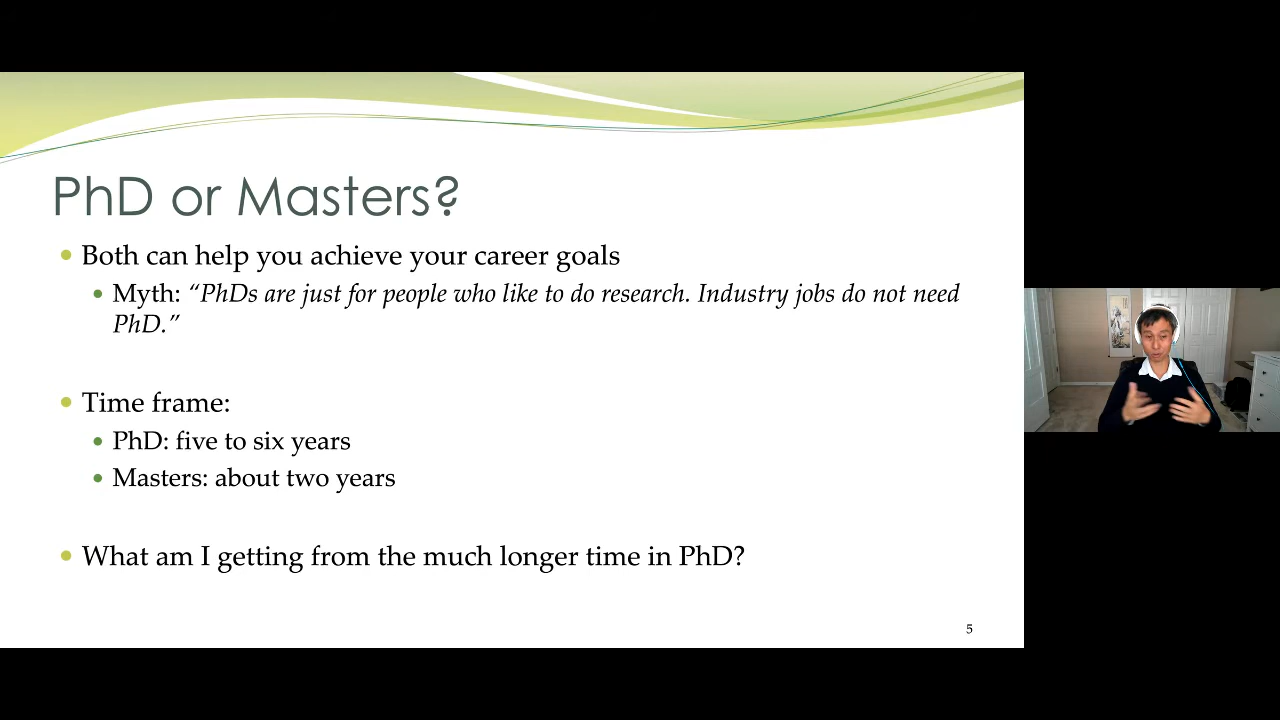 PhD or Masters?
Both can help you achieve your career goals
Myth: “PhDs are just for people who like to do research. Industry jobs do not need
PhD.”
Time frame:
PhD: five to six years
Masters: about two years
What am I getting from the much longer time in PhD?
5